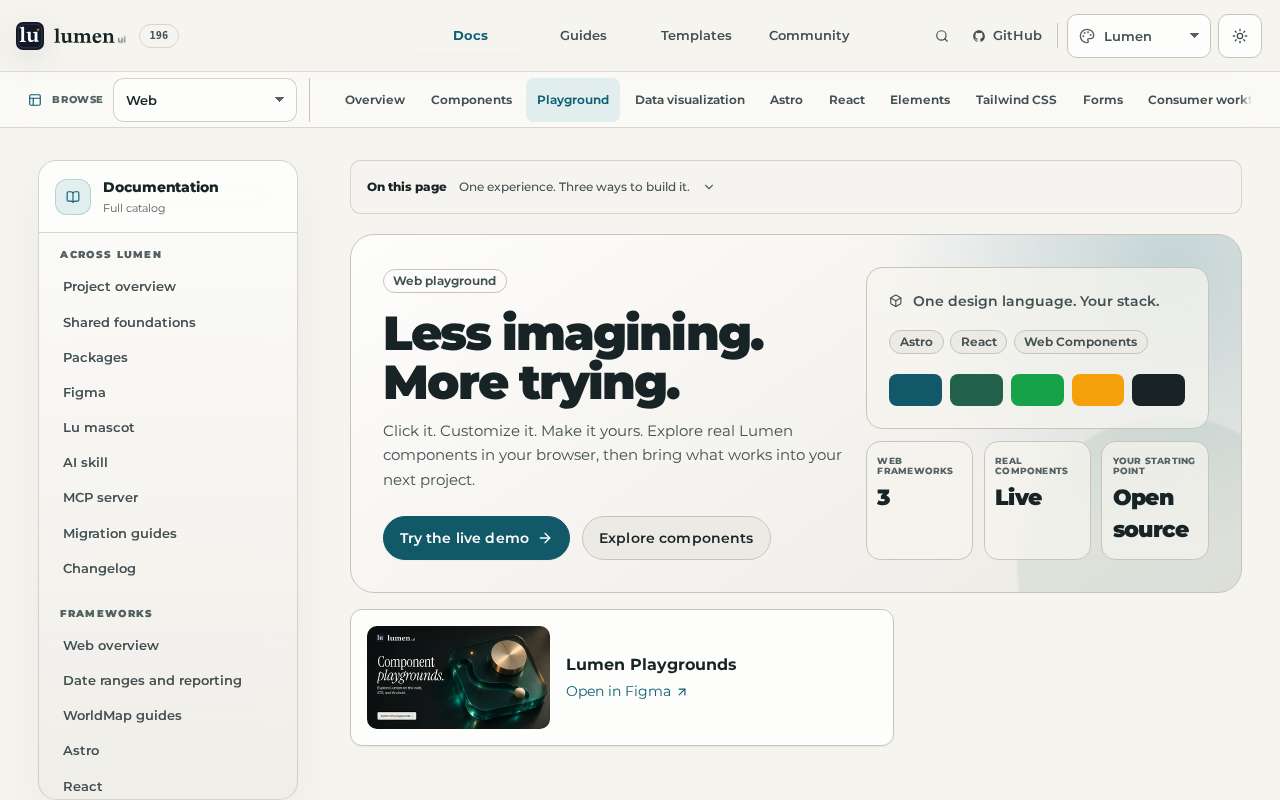 lu lumen ui 196
Docs
Guides
Templates
Community
GitHub
Lumen
BROWSE
Web
Overview
Components
Playground
Data visualization
Astro
React
Elements
Tailwind CSS
Forms
Consumer work
Documentation
Full catalog
ACROSS LUMEN
Project overview
Shared foundations
Packages
Figma
Lu mascot
AI skill
MCP server
Migration guides
Changelog
FRAMEWORKS
Web overview
Date ranges and reporting
WorldMap guides
Astro
React
On this page One experience. Three ways to build it.
Web playground
Less imagining.
More trying.
Click it. Customize it. Make it yours. Explore real Lumen
components in your browser, then bring what works into your
next project.
Try the live demo
Explore components
One design language. Your stack.
Astro
React
Web Components
WEB
FRAMEWORKS
3
REAL
COMPONENTS
Live
YOUR STARTING
POINT
Open
source
lu lumen ui
Component
playgrounds.
Lumen Playgrounds
Open in Figma